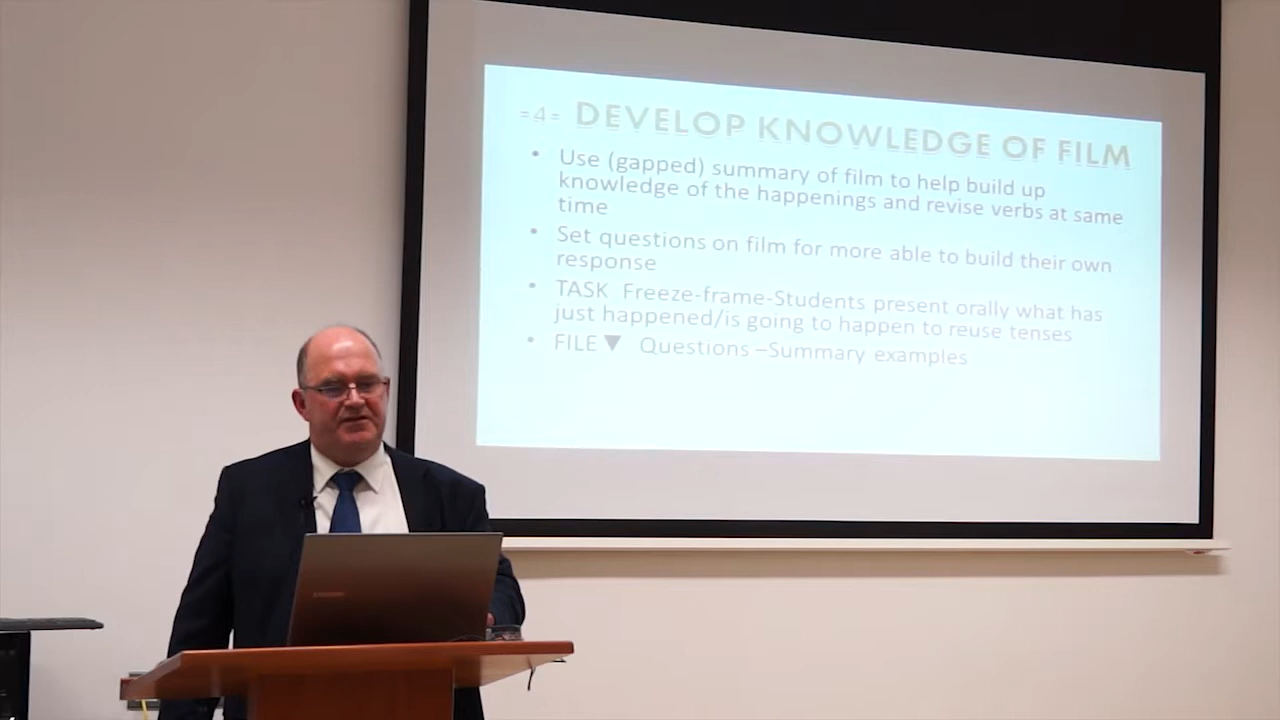 =4= DEVELOP KNOWLEDGE OF FILM
• Use (gapped) summary of film to help build up
knowledge of the happenings and revise verbs at same
time
• Set questions on film for more able to build their own
response
• TASK Freeze-frame-Students present orally what has
just happened/is going to happen to reuse tenses
• FILE ▼ Questions –Summary examples